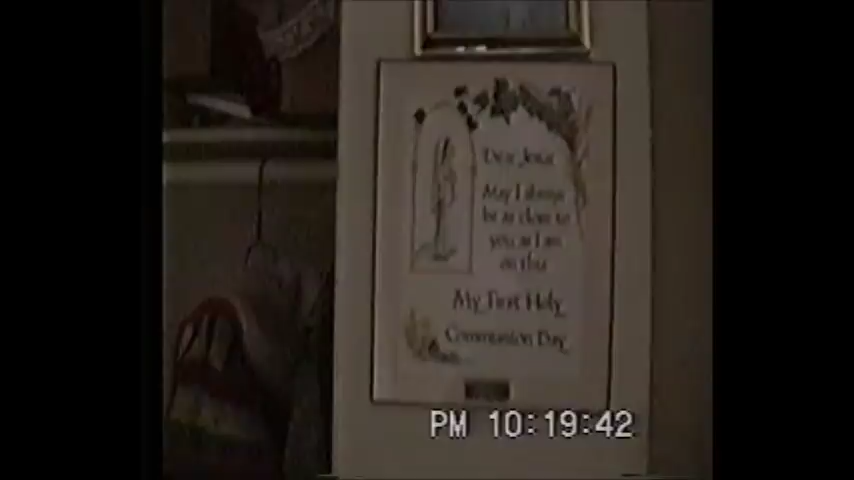 Dear Jesus
May I always
be as close to
you as I am
on this
My First Holy
Communion Day
PM 10:19:42